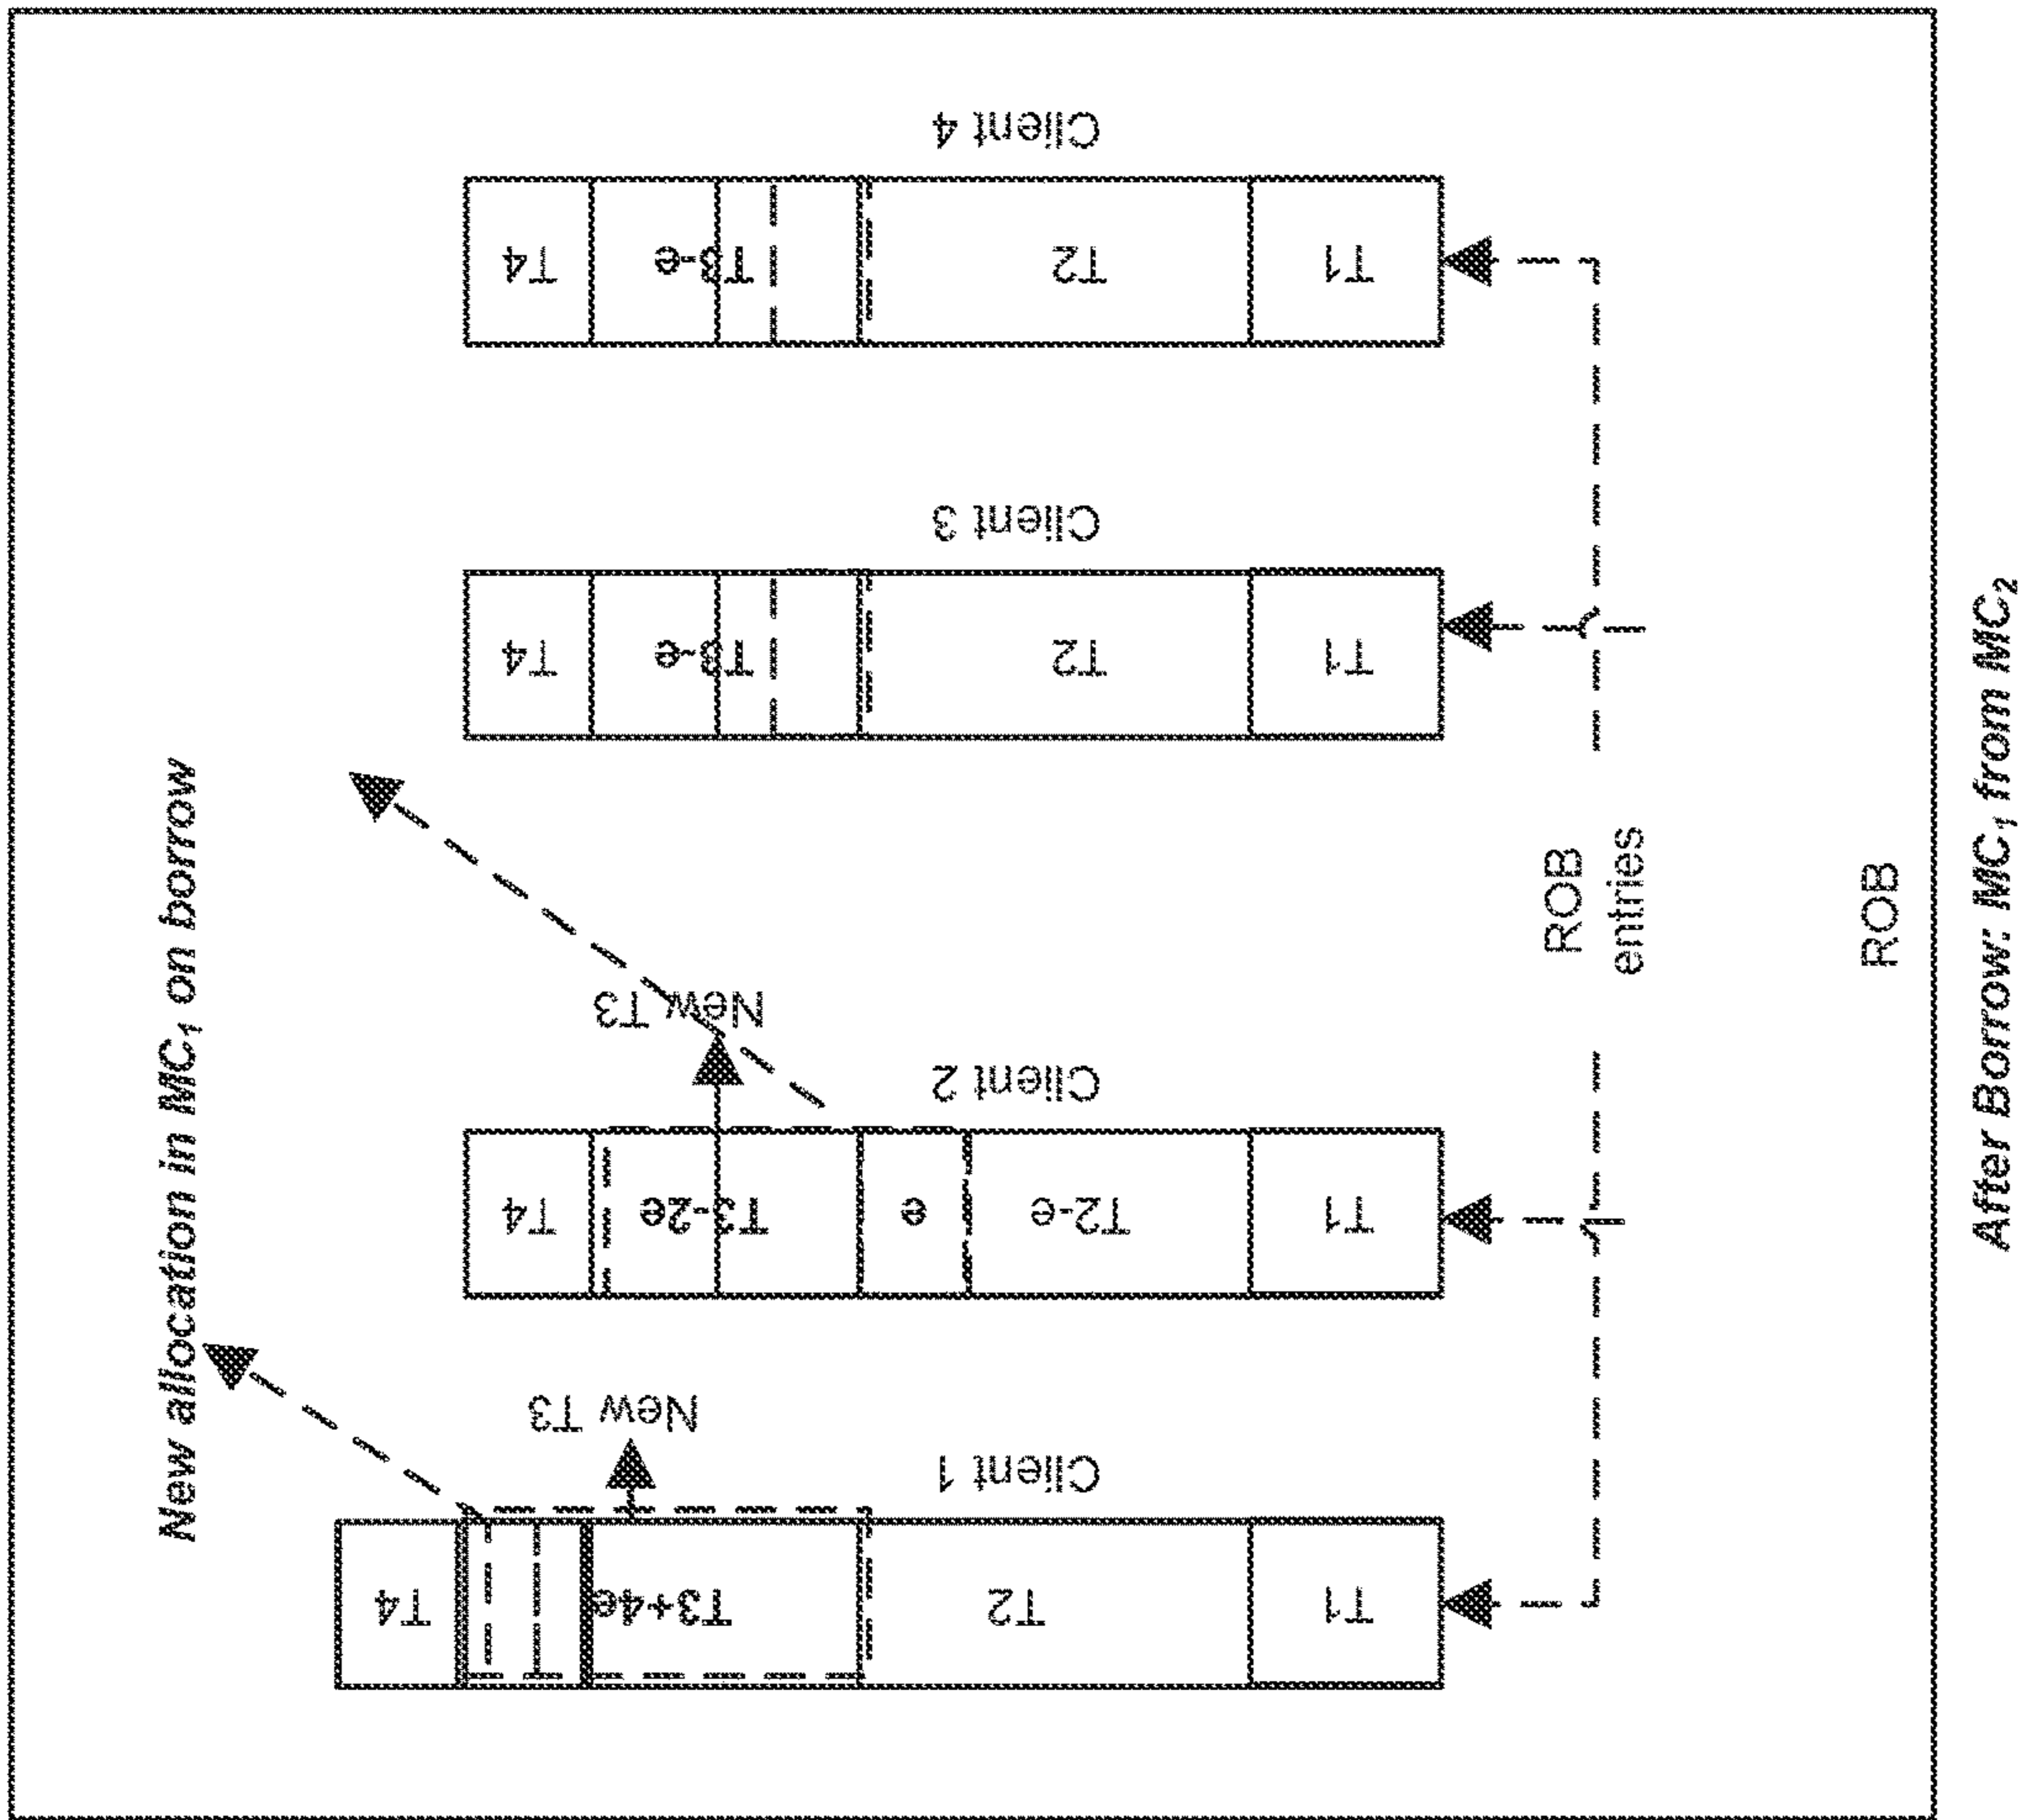 New allocation in MC₁ on borrow
T4
T3+4e
T2
T1
Client 1
New T3
T4
T3-2e
e
T2-e
T1
Client 2
New T3
T4
T3-e
T2
T1
Client 3
T4
T3-e
T2
T1
Client 4
ROB
entries
ROB
After Borrow: MC₁ from MC₂